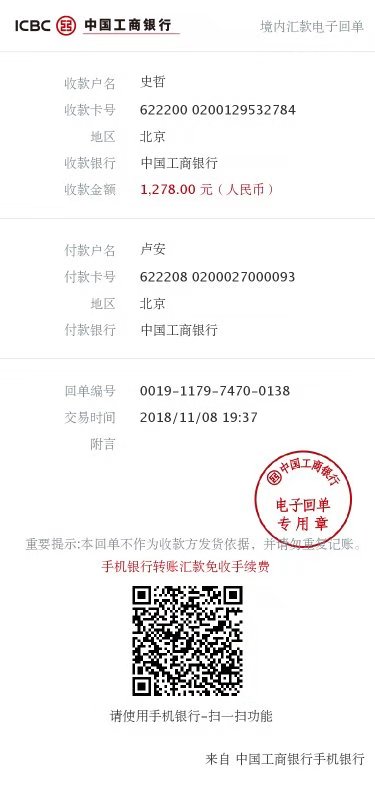 ICBC 中国工商银行 境内汇款电子回单
收款户名 史哲
收款卡号 622200 0200129532784
地区 北京
收款银行 中国工商银行
收款金额 1,278.00 元（人民币）
付款户名 卢安
付款卡号 622208 0200027000093
地区 北京
付款银行 中国工商银行
回单编号 0019-1179-7470-0138
交易时间 2018/11/08 19:37
附言
中国工商银行
电子回单
专用章
重要提示:本回单不作为收款方发货依据，并请勿重复记账。
手机银行转账汇款免收手续费
请使用手机银行-扫一扫功能
来自 中国工商银行手机银行